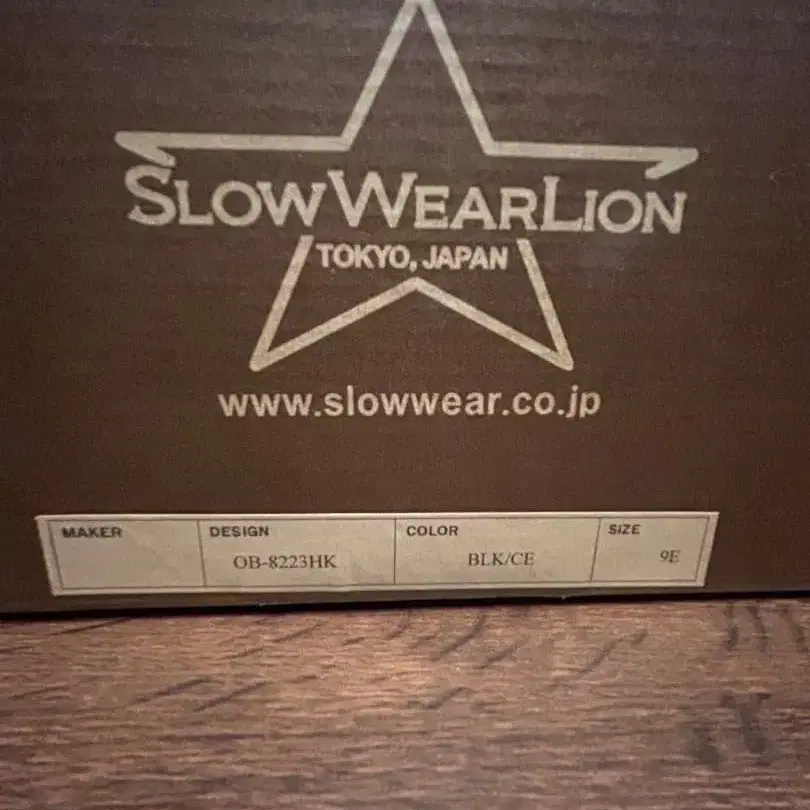 SLOWWEARLION
TOKYO, JAPAN
www.slowwear.co.jp
MAKER DESIGN COLOR SIZE
OB-8223HK BLK/CE 9E